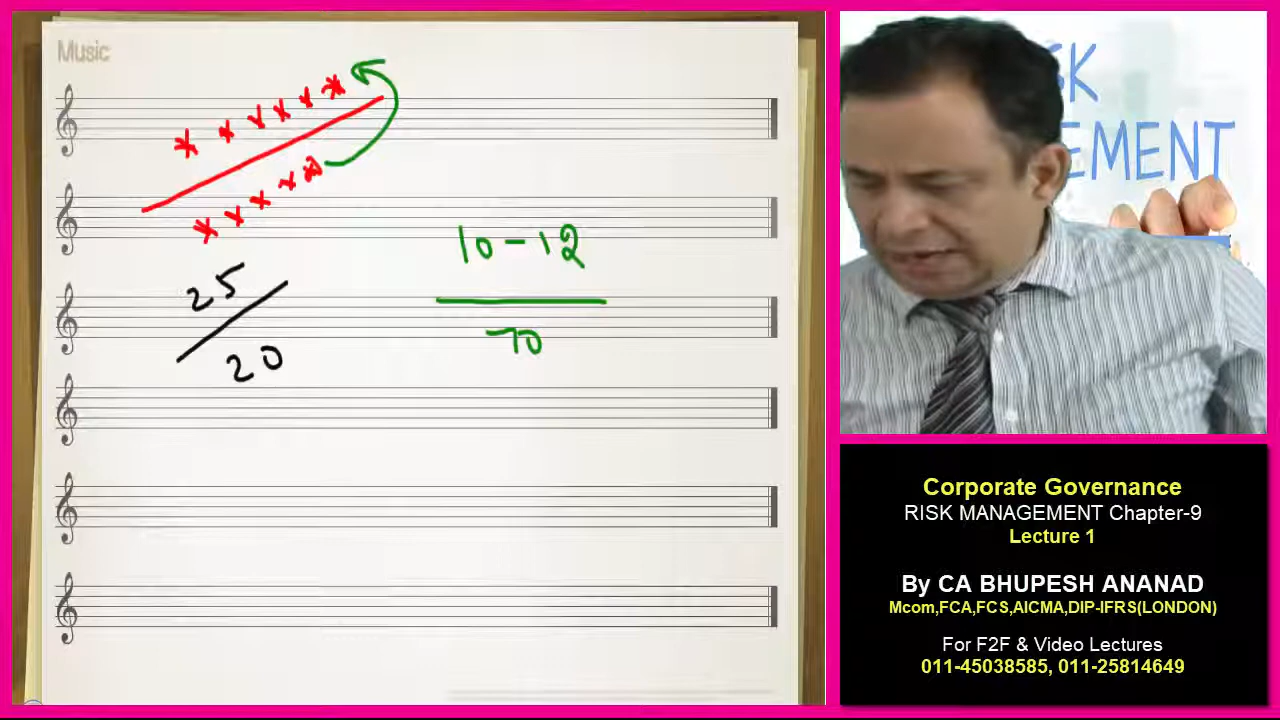 Music
10-12
70
25
20
SK
EMENT
Corporate Governance
RISK MANAGEMENT Chapter-9
Lecture 1
By CA BHUPESH ANANAD
Mcom,FCA,FCS,AICMA,DIP-IFRS(LONDON)
For F2F & Video Lectures
011-45038585, 011-25814649